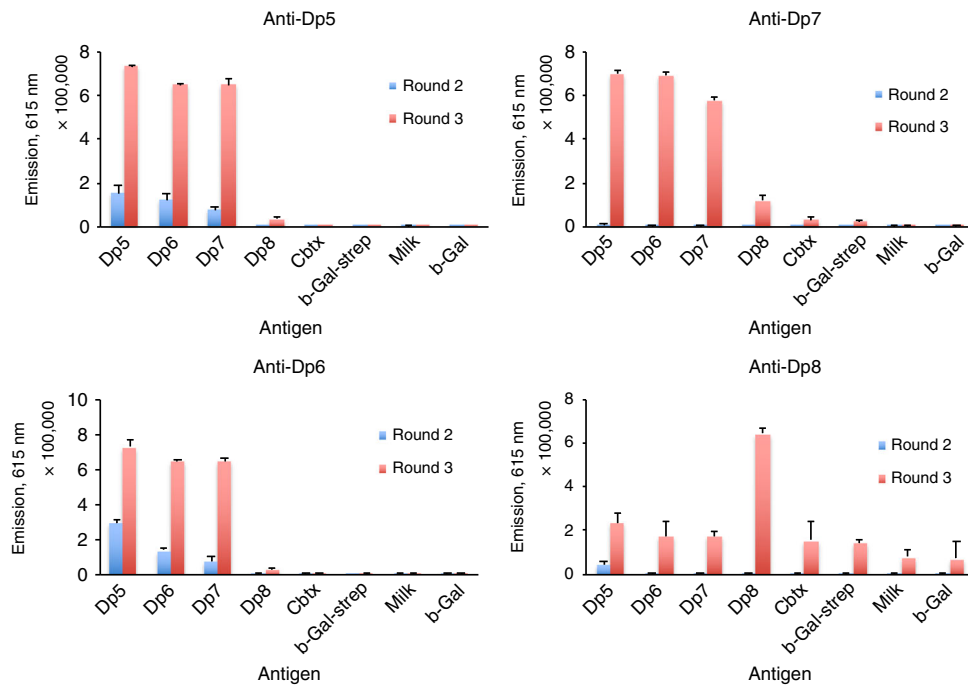 Anti-Dp5
Emission, 615 nm
× 100,000
8
6
4
2
0
Round 2
Round 3
Dp5
Dp6
Dp7
Dp8
Cbtx
b-Gal-strep
Milk
b-Gal
Antigen
Anti-Dp7
Emission, 615 nm
× 100,000
8
6
4
2
0
Round 2
Round 3
Dp5
Dp6
Dp7
Dp8
Cbtx
b-Gal-strep
Milk
b-Gal
Antigen
Anti-Dp6
Emission, 615 nm
× 100,000
10
8
6
4
2
0
Round 2
Round 3
Dp5
Dp6
Dp7
Dp8
Cbtx
b-Gal-strep
Milk
b-Gal
Antigen
Anti-Dp8
Emission, 615 nm
× 100,000
8
6
4
2
0
Round 2
Round 3
Dp5
Dp6
Dp7
Dp8
Cbtx
b-Gal-strep
Milk
b-Gal
Antigen